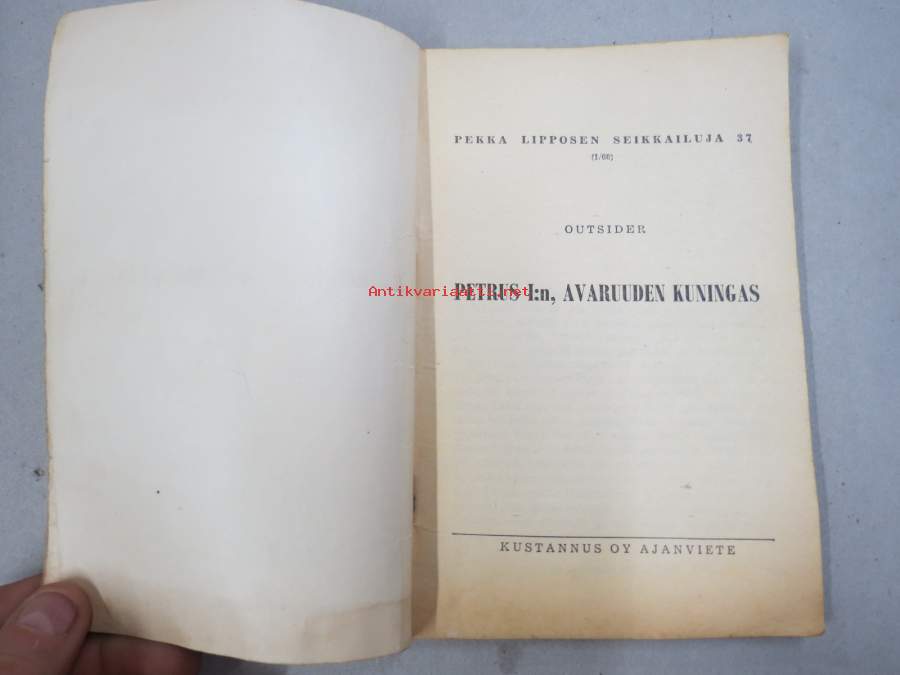 PEKKA LIPPOSEN SEIKKAILUJA 37
(1/60)
OUTSIDER
Antikvariaatti.net
PETRUS I:n, AVARUUDEN KUNINGAS
KUSTANNUS OY AJANVIETE